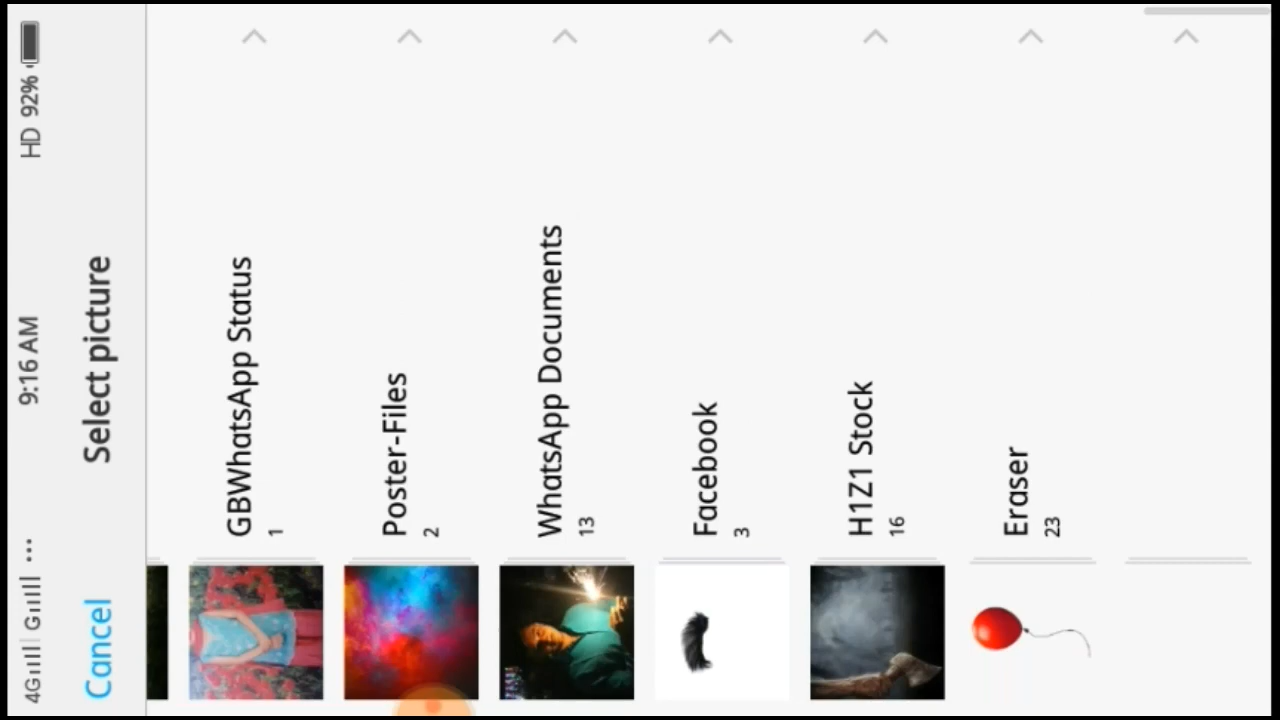 4G G ... 9:16 AM HD 92%
Cancel Select picture
GBWhatsApp Status
1
Poster-Files
2
WhatsApp Documents
13
Facebook
3
H1Z1 Stock
16
Eraser
23